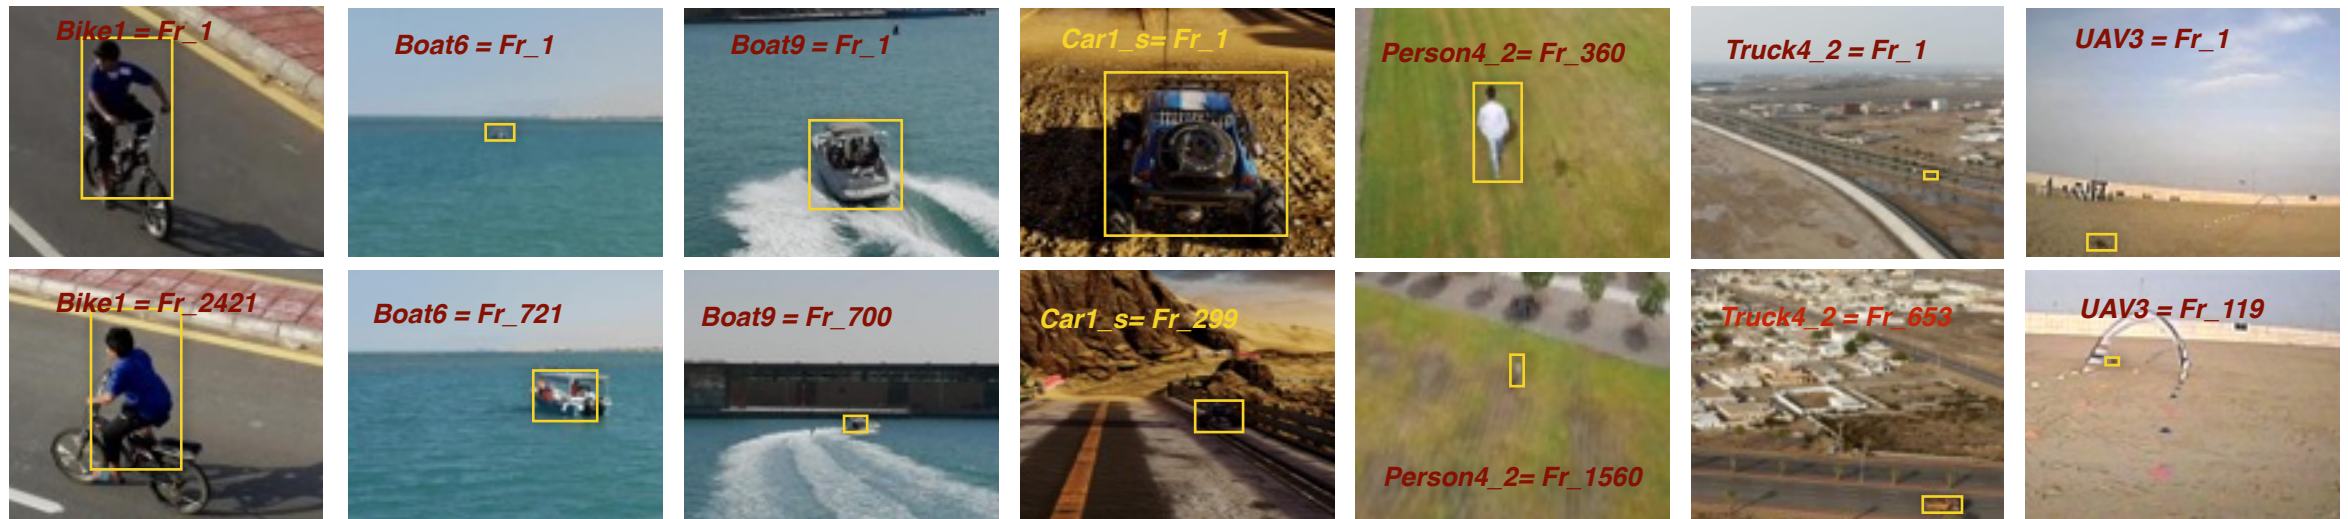 Bike1 = Fr_1
Boat6 = Fr_1
Boat9 = Fr_1
Car1_s= Fr_1
Person4_2= Fr_360
Truck4_2 = Fr_1
UAV3 = Fr_1
Bike1 = Fr_2421
Boat6 = Fr_721
Boat9 = Fr_700
Car1_s= Fr_299
Person4_2= Fr_1560
Truck4_2 = Fr_653
UAV3 = Fr_119